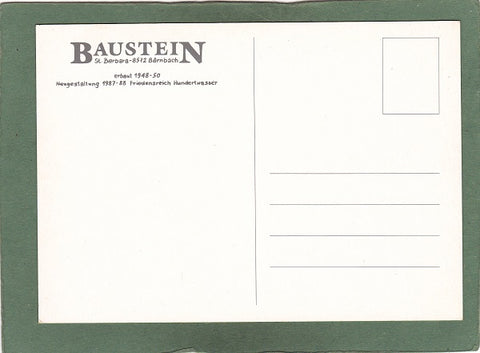 BAUSTEIN
St. Barbara-8572 Bärnbach
erbaut 1948-50
Neugestaltung 1987-88 Friedensreich Hundertwasser